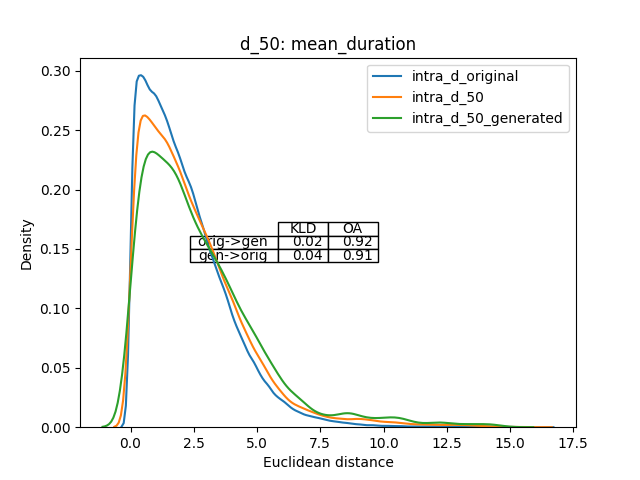 d_50: mean_duration
0.30
0.25
0.20
0.15
0.10
0.05
0.00
Density
intra_d_original
intra_d_50
intra_d_50_generated
KLD OA
orig->gen 0.02 0.92
gen->orig 0.04 0.91
0.0 2.5 5.0 7.5 10.0 12.5 15.0 17.5
Euclidean distance